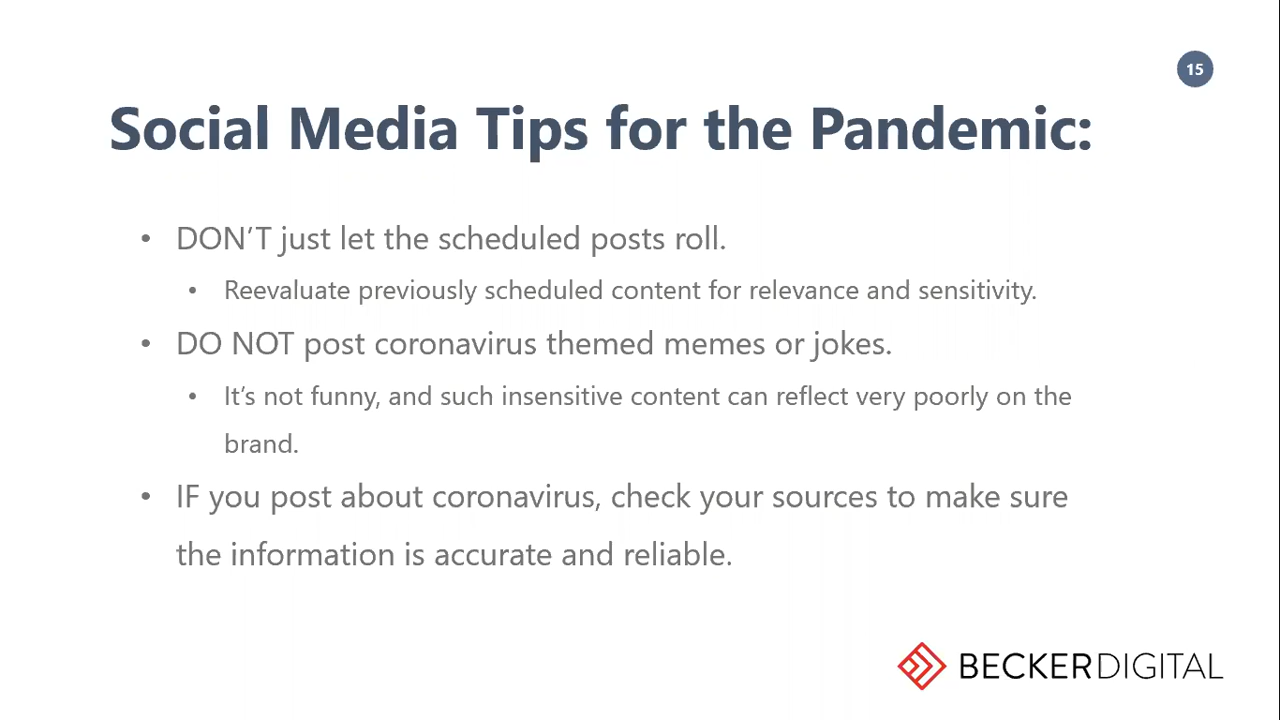 15
Social Media Tips for the Pandemic:
• DON’T just let the scheduled posts roll.
• Reevaluate previously scheduled content for relevance and sensitivity.
• DO NOT post coronavirus themed memes or jokes.
• It’s not funny, and such insensitive content can reflect very poorly on the
brand.
• IF you post about coronavirus, check your sources to make sure
the information is accurate and reliable.
BECKERDIGITAL